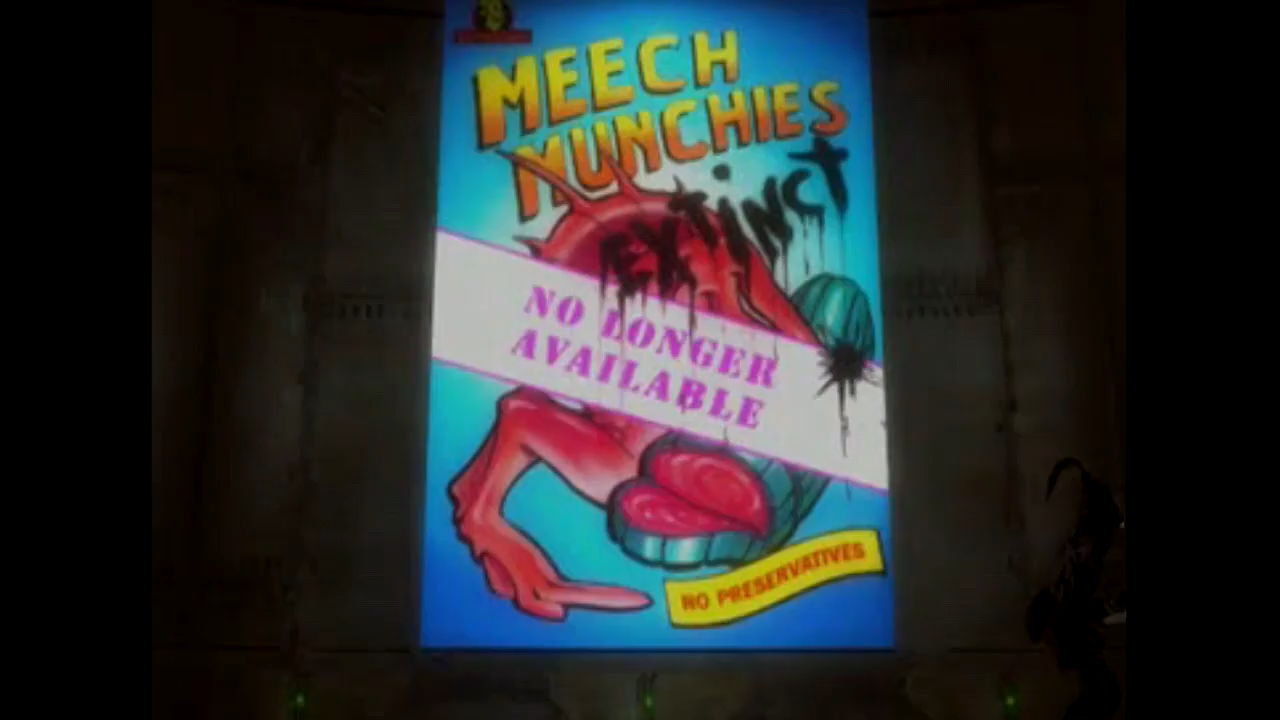 MEECH
MUNCHIES
EXTINCT
NO LONGER
AVAILABLE
NO PRESERVATIVES